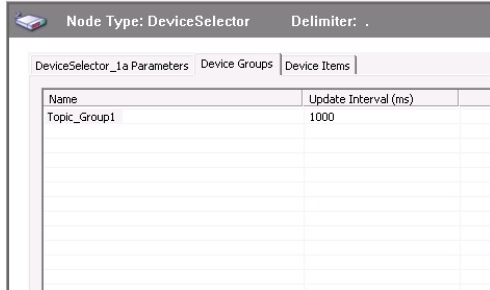 Node Type: DeviceSelector Delimiter: .
DeviceSelector_1a Parameters Device Groups Device Items
Name Update Interval (ms)
Topic_Group1 1000